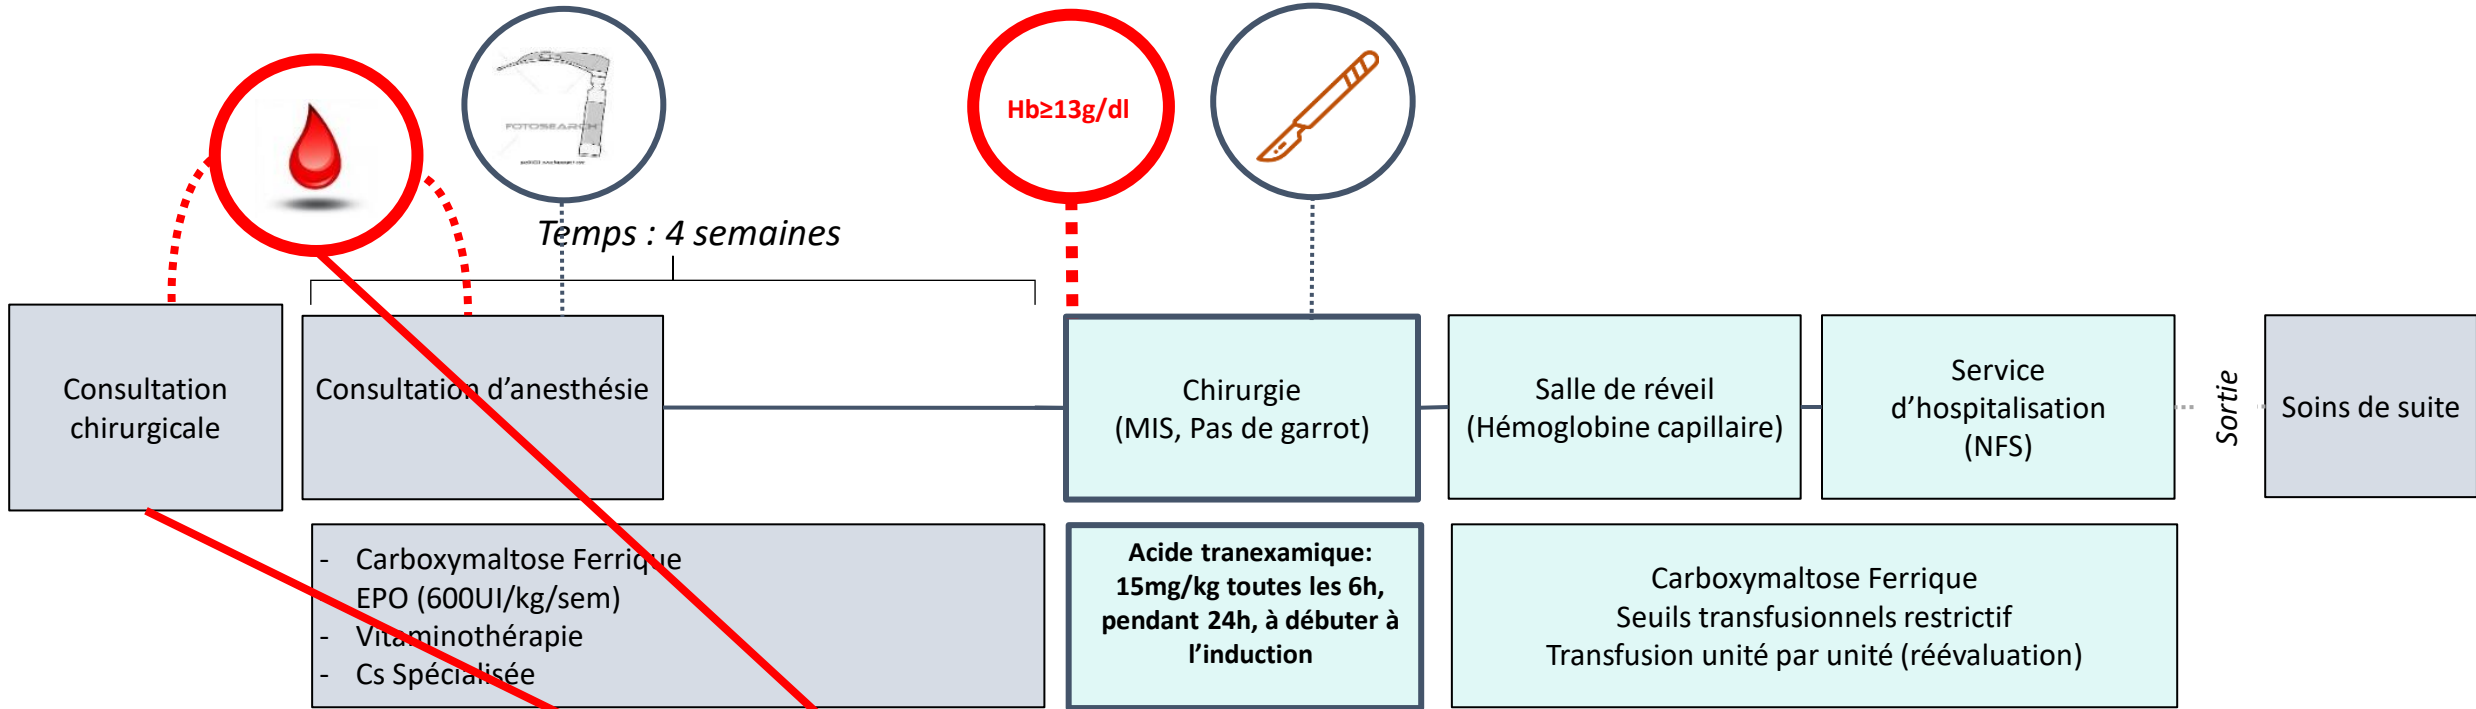 FOTOSEARCH
Hb≥13g/dl
Temps : 4 semaines
Consultation
chirurgicale
Consultation d’anesthésie
Chirurgie
(MIS, Pas de garrot)
Salle de réveil
(Hémoglobine capillaire)
Service
d’hospitalisation
(NFS)
Sortie
Soins de suite
- Carboxymaltose Ferrique
EPO (600UI/kg/sem)
- Vitaminothérapie
- Cs Spécialisée
Acide tranexamique:
15mg/kg toutes les 6h,
pendant 24h, à débuter à
l’induction
Carboxymaltose Ferrique
Seuils transfusionnels restrictif
Transfusion unité par unité (réévaluation)